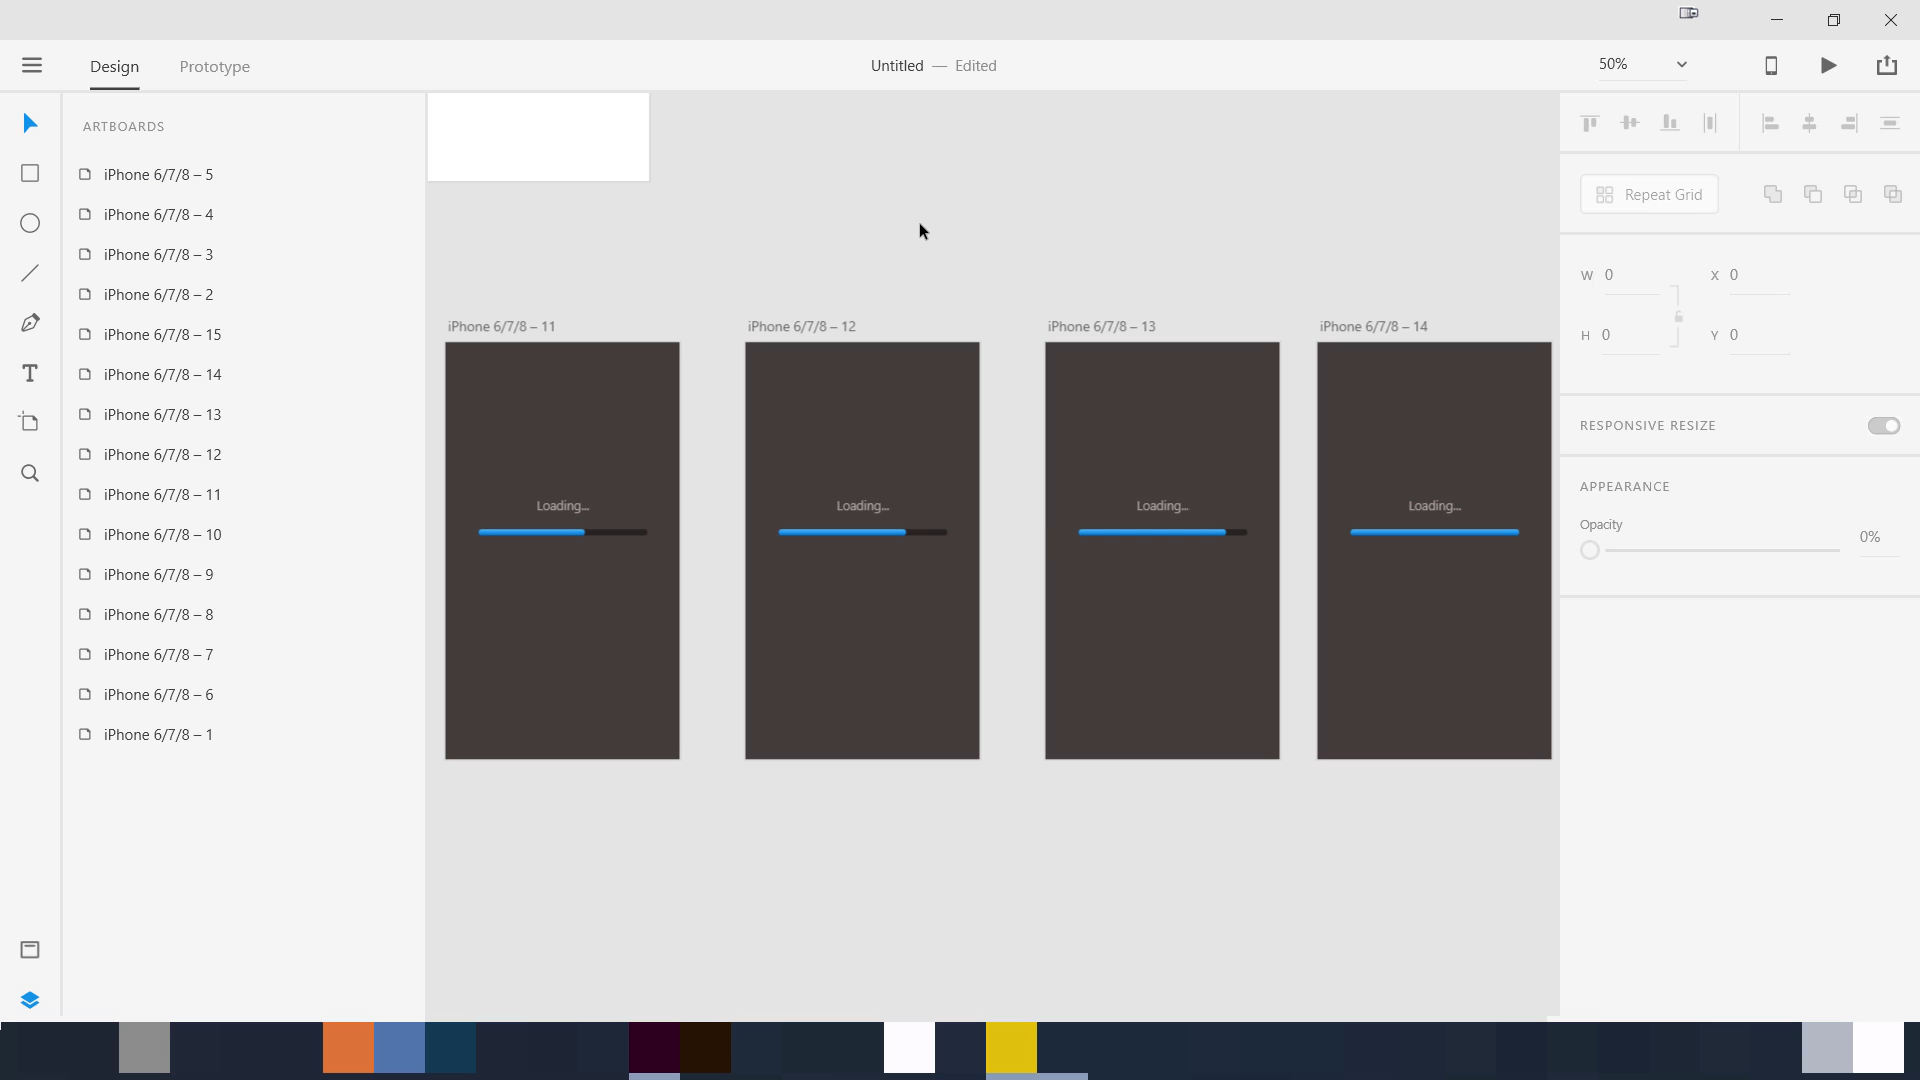 Design
Prototype
Untitled — Edited
50%
ARTBOARDS
iPhone 6/7/8 – 5
iPhone 6/7/8 – 4
iPhone 6/7/8 – 3
iPhone 6/7/8 – 2
iPhone 6/7/8 – 15
iPhone 6/7/8 – 14
iPhone 6/7/8 – 13
iPhone 6/7/8 – 12
iPhone 6/7/8 – 11
iPhone 6/7/8 – 10
iPhone 6/7/8 – 9
iPhone 6/7/8 – 8
iPhone 6/7/8 – 7
iPhone 6/7/8 – 6
iPhone 6/7/8 – 1
iPhone 6/7/8 – 11
Loading...
iPhone 6/7/8 – 12
Loading...
iPhone 6/7/8 – 13
Loading...
iPhone 6/7/8 – 14
Loading...
Repeat Grid
W 0 X 0
H 0 Y 0
RESPONSIVE RESIZE
APPEARANCE
Opacity
0%